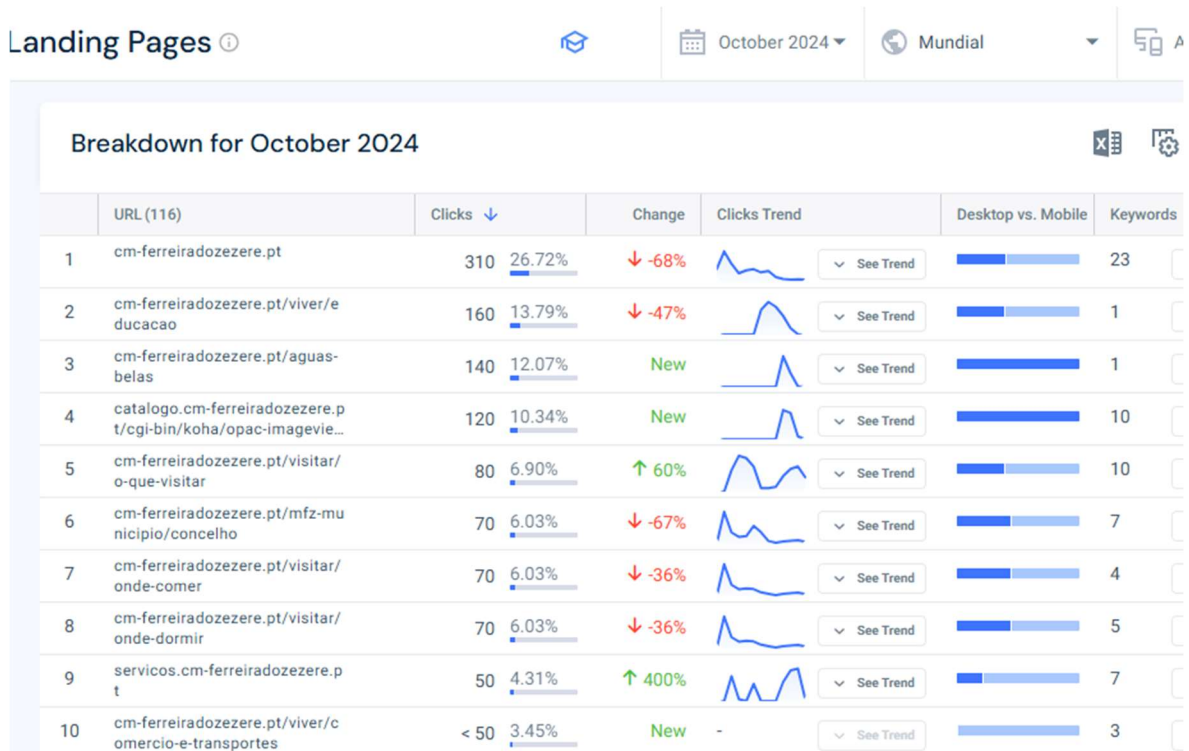 Landing Pages
October 2024
Mundial
A
Breakdown for October 2024
URL (116) Clicks Change Clicks Trend Desktop vs. Mobile Keywords
1 cm-ferreiradozezere.pt 310 26.72% -68% See Trend 23
2 cm-ferreiradozezere.pt/viver/e
ducacao 160 13.79% -47% See Trend 1
3 cm-ferreiradozezere.pt/aguas-
belas 140 12.07% New See Trend 1
4 catalogo.cm-ferreiradozezere.p
t/cgi-bin/koha/opac-imagevie... 120 10.34% New See Trend 10
5 cm-ferreiradozezere.pt/visitar/
o-que-visitar 80 6.90% 60% See Trend 10
6 cm-ferreiradozezere.pt/mfz-mu
nicipio/concelho 70 6.03% -67% See Trend 7
7 cm-ferreiradozezere.pt/visitar/
onde-comer 70 6.03% -36% See Trend 4
8 cm-ferreiradozezere.pt/visitar/
onde-dormir 70 6.03% -36% See Trend 5
9 servicos.cm-ferreiradozezere.p
t 50 4.31% 400% See Trend 7
10 cm-ferreiradozezere.pt/viver/c
omercio-e-transportes < 50 3.45% New - See Trend 3